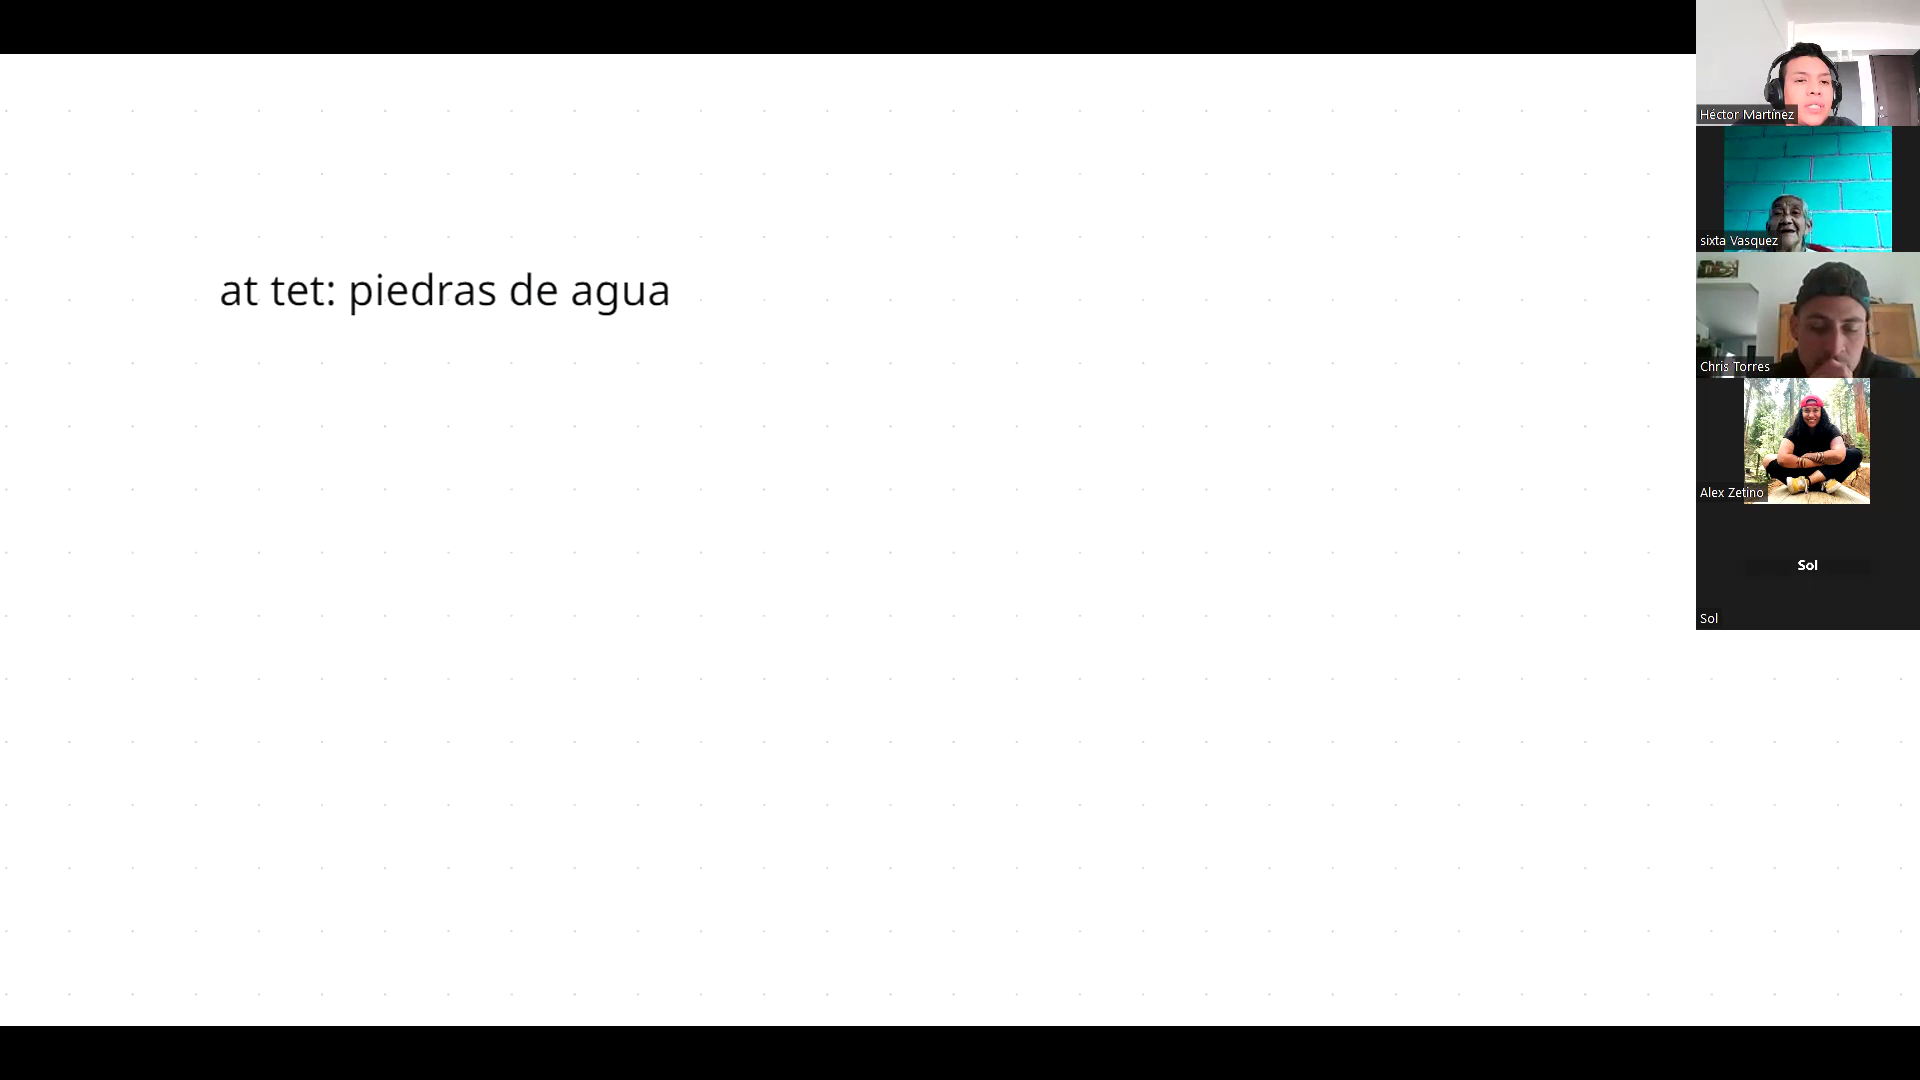 at tet: piedras de agua
Héctor Martínez
sixta Vasquez
Chris Torres
Alex Zetino
Sol
Sol